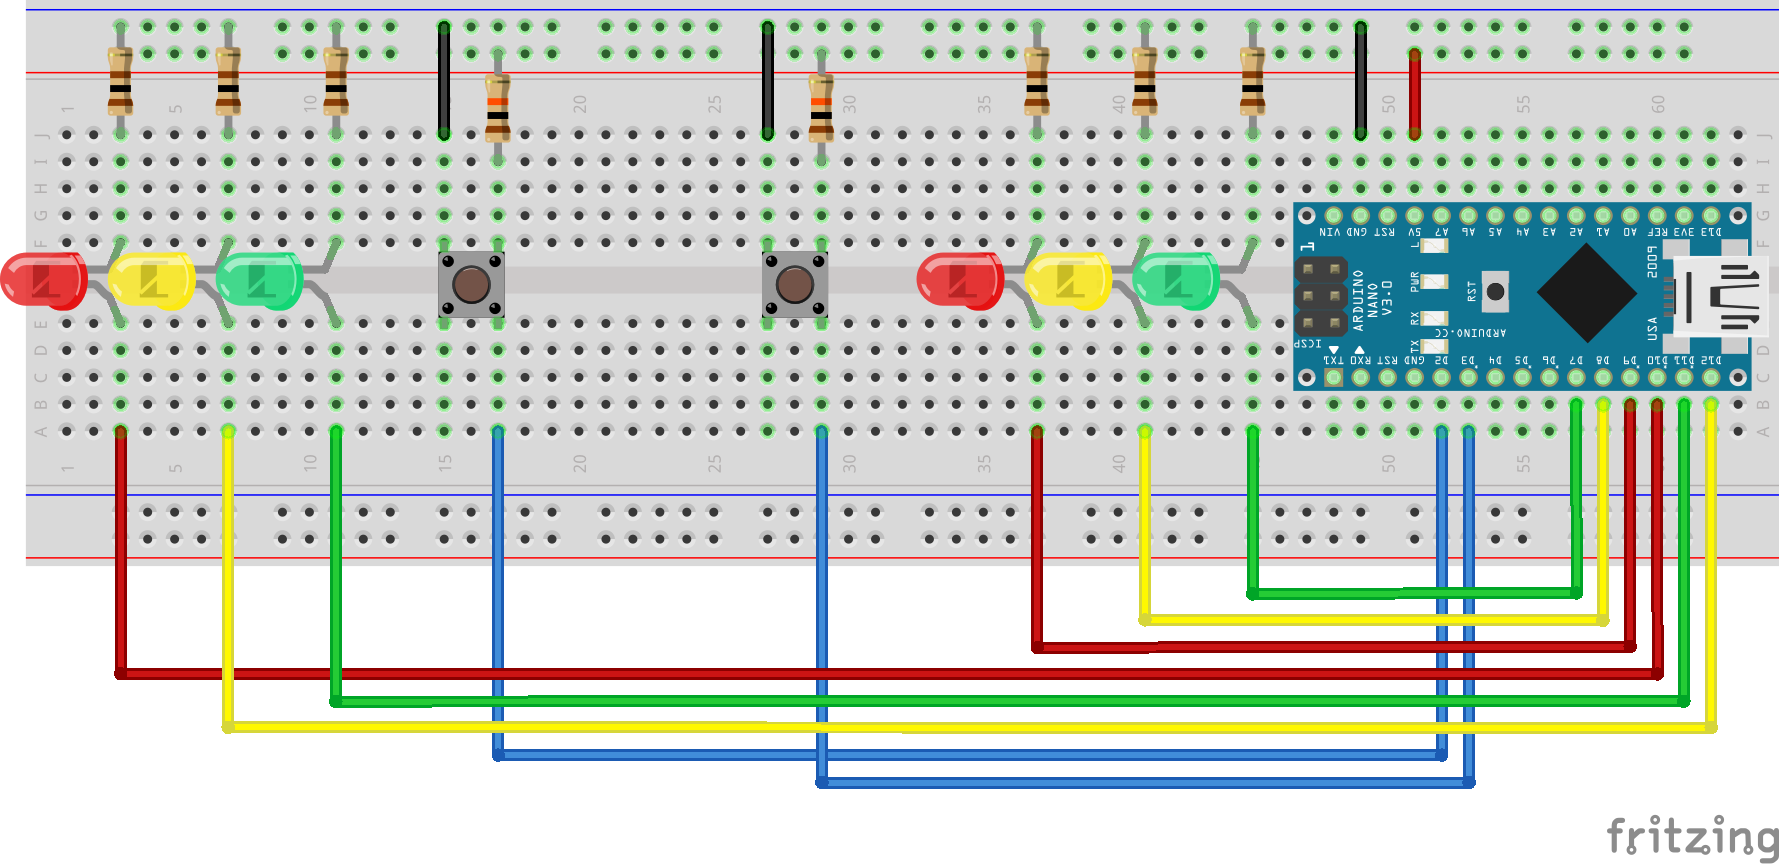 1 5 10 15 20 25 30 35 40 45 50 55 60
J J
I I
H H
G G
VIN GND RST 5V A7 A6 A5 A4 A3 A2 A1 A0 REF 3V3 D13
F F
1 L
ARDUINO
NANO
V3.0
PWR
RST
RX
TX
ICSP
ARDUINO.CC
2009
USA
E E
D D
TX1 RX0 RST GND D2 D3 D4 D5 D6 D7 D8 D9 D10 D11 D12
C C
B B
A A
1 5 10 15 20 25 30 35 40 50 55
fritzing